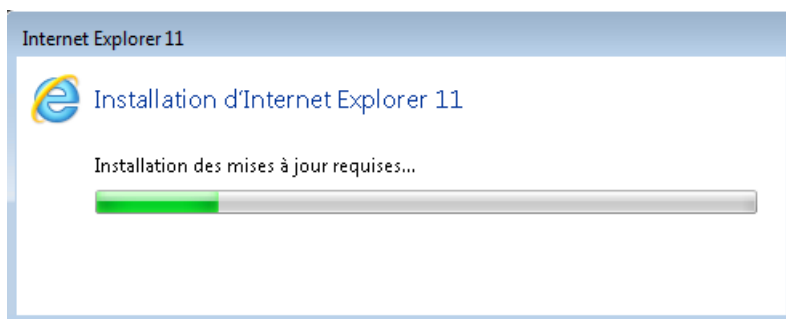 Internet Explorer 11
Installation d'Internet Explorer 11
Installation des mises à jour requises...